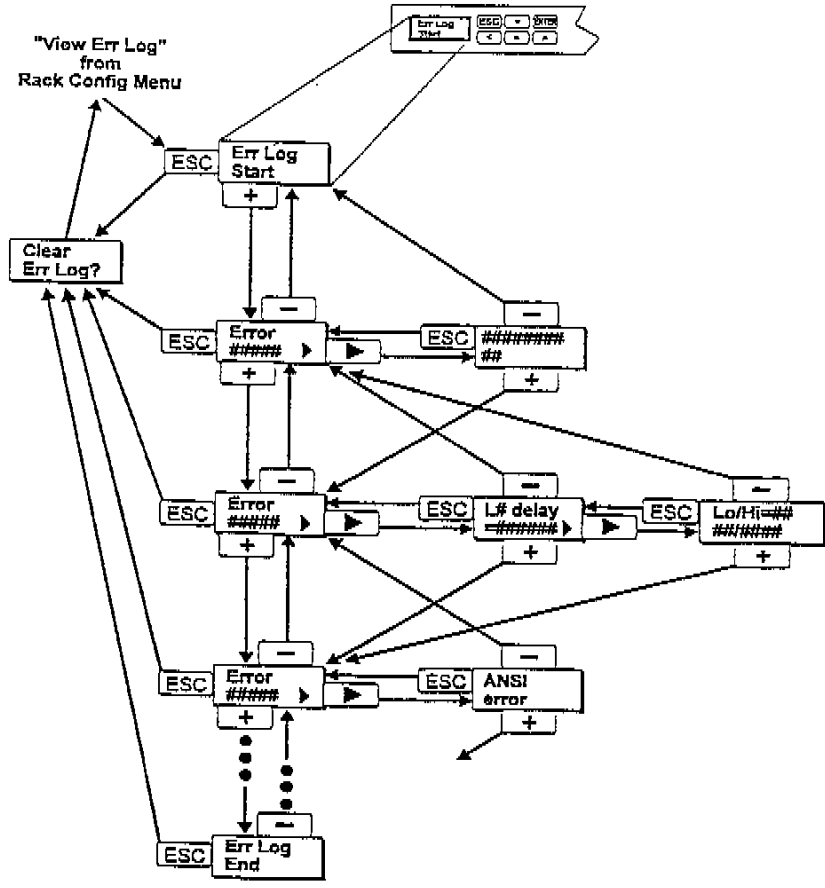 "View Err Log"
from
Rack Config Menu
Err Log
Start
ESC
ENTER
ESC
Err Log
Start
+
Clear
Err Log?
−
ESC
Error
#####
+
−
ESC
########
##
+
−
ESC
Error
#####
+
−
ESC
L# delay
=######
+
−
ESC
Lo/Hi=##
##/####
+
−
ESC
Error
#####
+
−
ESC
ANSI
error
+
−
ESC
Err Log
End